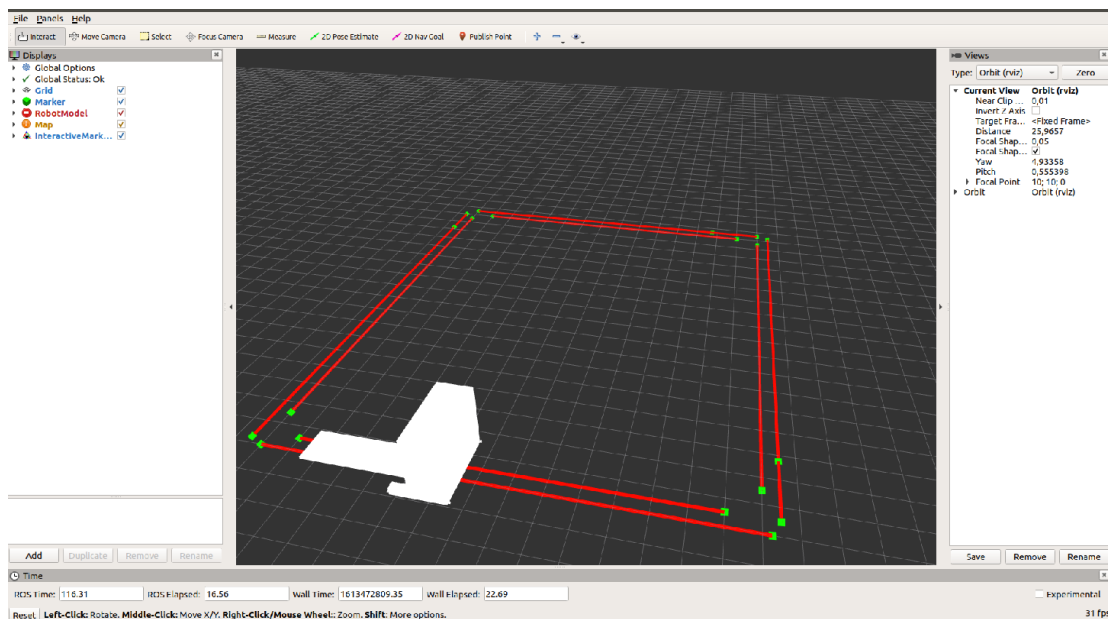 File Panels Help
Interact Move Camera Select Focus Camera Measure 2D Pose Estimate 2D Nav Goal Publish Point
Displays
Global Options
Global Status: Ok
Grid
Marker
RobotModel
Map
InteractiveMark...
Add Duplicate Remove Rename
Views
Type: Orbit (rviz) Zero
Current View Orbit (rviz)
Near Clip ... 0,01
Invert Z Axis
Target Fra... <Fixed Frame>
Distance 25,9657
Focal Shap... 0,05
Focal Shap...
Yaw 4,93358
Pitch 0,555398
Focal Point 10; 10; 0
Orbit Orbit (rviz)
Save Remove Rename
Time
ROS Time: 116.31 ROS Elapsed: 16.56 Wall Time: 1613472809.35 Wall Elapsed: 22.69 Experimental
Reset Left-Click: Rotate. Middle-Click: Move X/Y. Right-Click/Mouse Wheel:: Zoom. Shift: More options. 31 fps